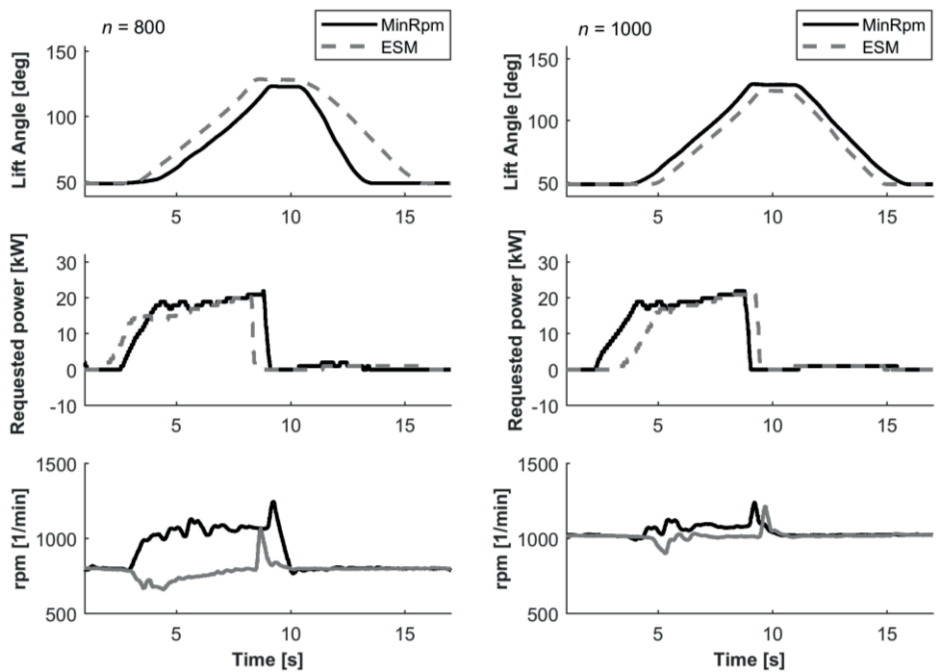 n = 800
MinRpm
ESM
Lift Angle [deg]
150
100
50
5
10
15
n = 1000
MinRpm
ESM
Lift Angle [deg]
150
100
50
5
10
15
Requested power [kW]
30
20
10
0
-10
5
10
15
Requested power [kW]
30
20
10
0
-10
5
10
15
rpm [1/min]
1500
1000
500
5
10
15
Time [s]
rpm [1/min]
1500
1000
500
5
10
15
Time [s]